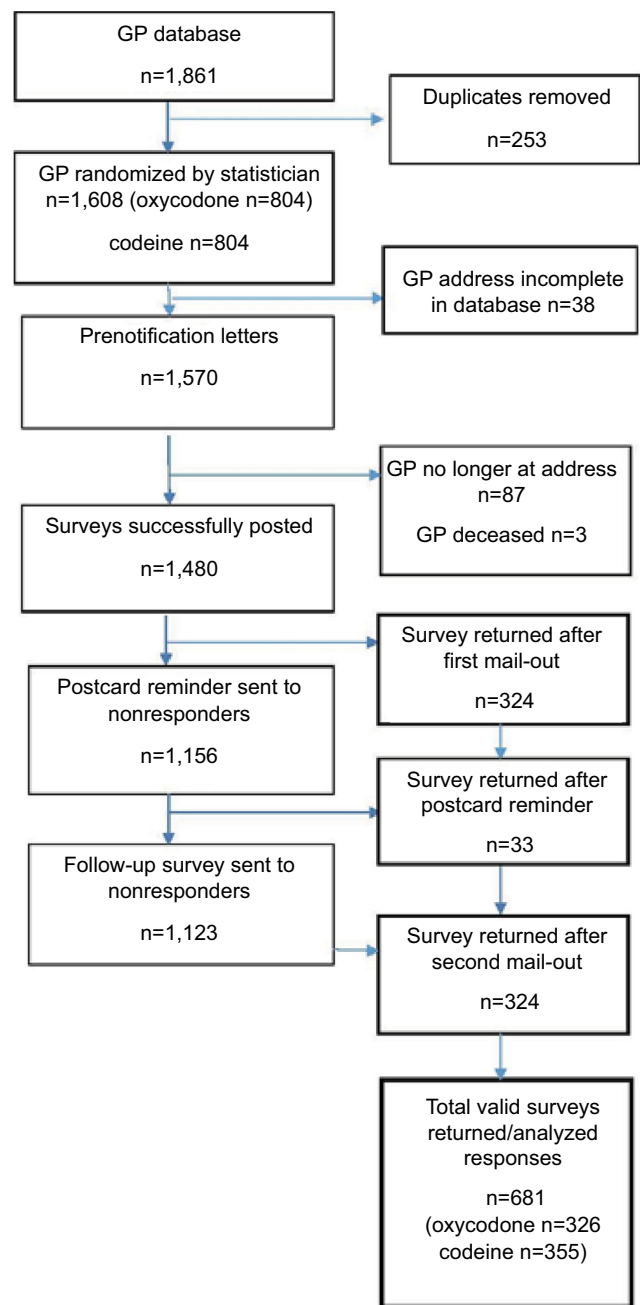 GP database
n=1,861
Duplicates removed
n=253
GP randomized by statistician
n=1,608 (oxycodone n=804)
codeine n=804
GP address incomplete
in database n=38
Prenotification letters
n=1,570
GP no longer at address
n=87
GP deceased n=3
Surveys successfully posted
n=1,480
Survey returned after
first mail-out
n=324
Postcard reminder sent to
nonresponders
n=1,156
Survey returned after
postcard reminder
n=33
Follow-up survey sent to
nonresponders
n=1,123
Survey returned after
second mail-out
n=324
Total valid surveys
returned/analyzed
responses
n=681
(oxycodone n=326
codeine n=355)